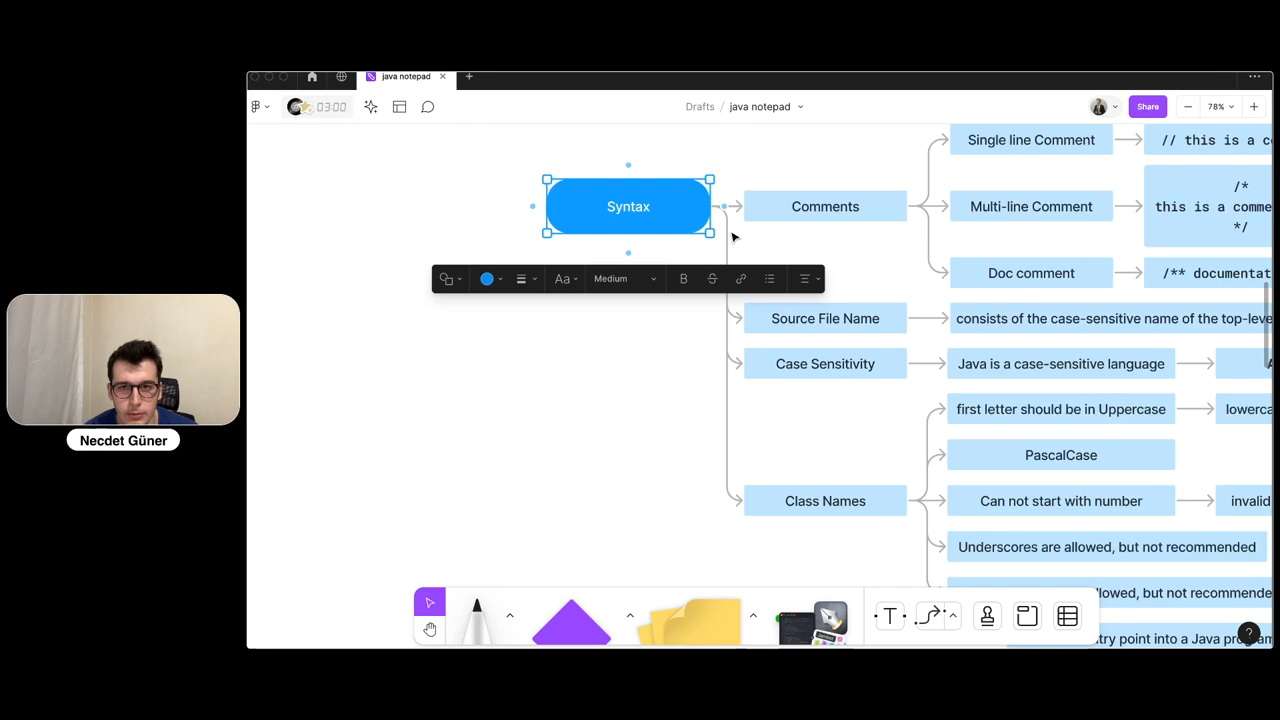 java notepad
03:00
Drafts / java notepad
Share
78%
Single line Comment
// this is a c
Syntax
Comments
Multi-line Comment
/*
this is a comme
*/
Doc comment
/** documentat
Aa
Medium
B
S
Source File Name
consists of the case-sensitive name of the top-leve
Case Sensitivity
Java is a case-sensitive language
first letter should be in Uppercase
lowerca
PascalCase
Class Names
Can not start with number
invalid
Underscores are allowed, but not recommended
allowed, but not recommende
T
try point into a Java progra
?
Necdet Güner